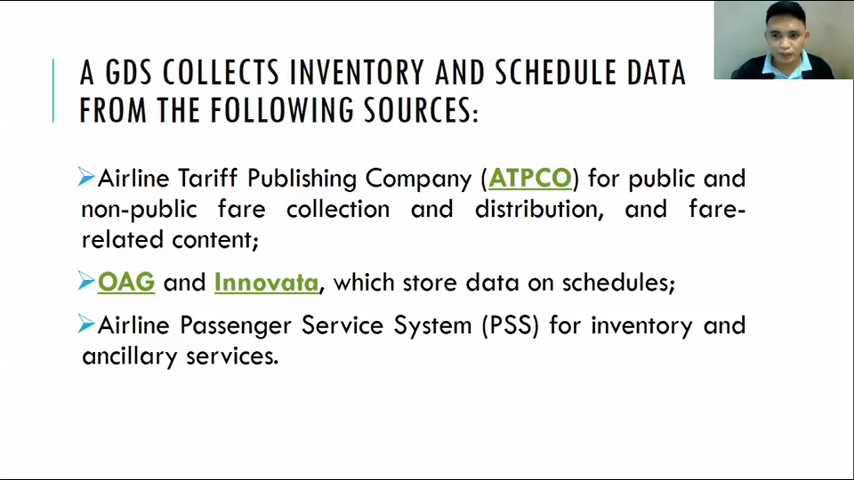 A GDS COLLECTS INVENTORY AND SCHEDULE DATA
FROM THE FOLLOWING SOURCES:
➢Airline Tariff Publishing Company (ATPCO) for public and
non-public fare collection and distribution, and fare-
related content;
➢OAG and Innovata, which store data on schedules;
➢Airline Passenger Service System (PSS) for inventory and
ancillary services.